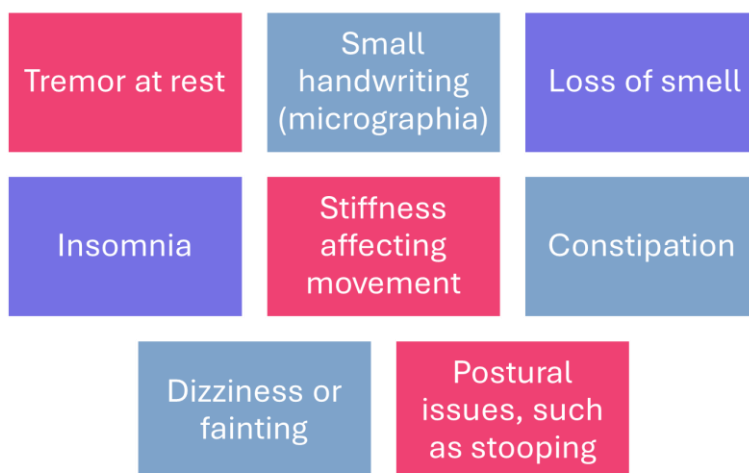 Tremor at rest
Small
handwriting
(micrographia)
Loss of smell
Insomnia
Stiffness
affecting
movement
Constipation
Dizziness or
fainting
Postural
issues, such
as stooping